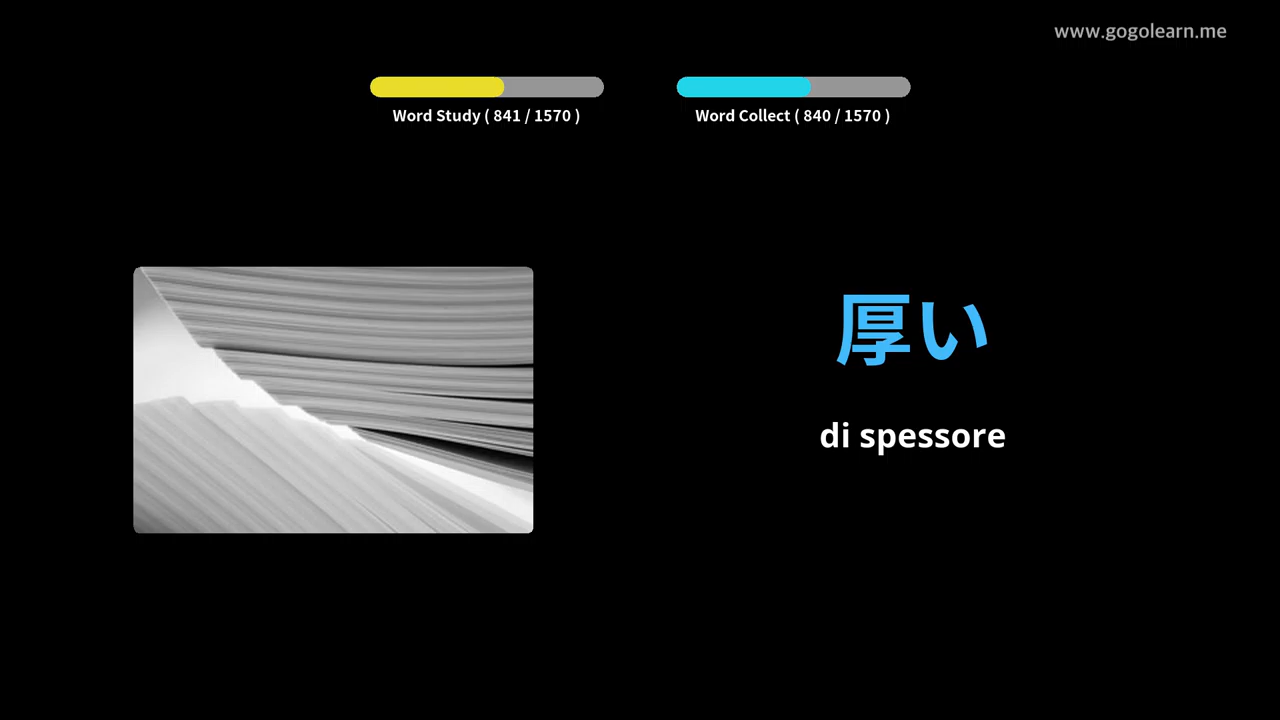 www.gogolearn.me
Word Study ( 841 / 1570 )
Word Collect ( 840 / 1570 )
厚い
di spessore